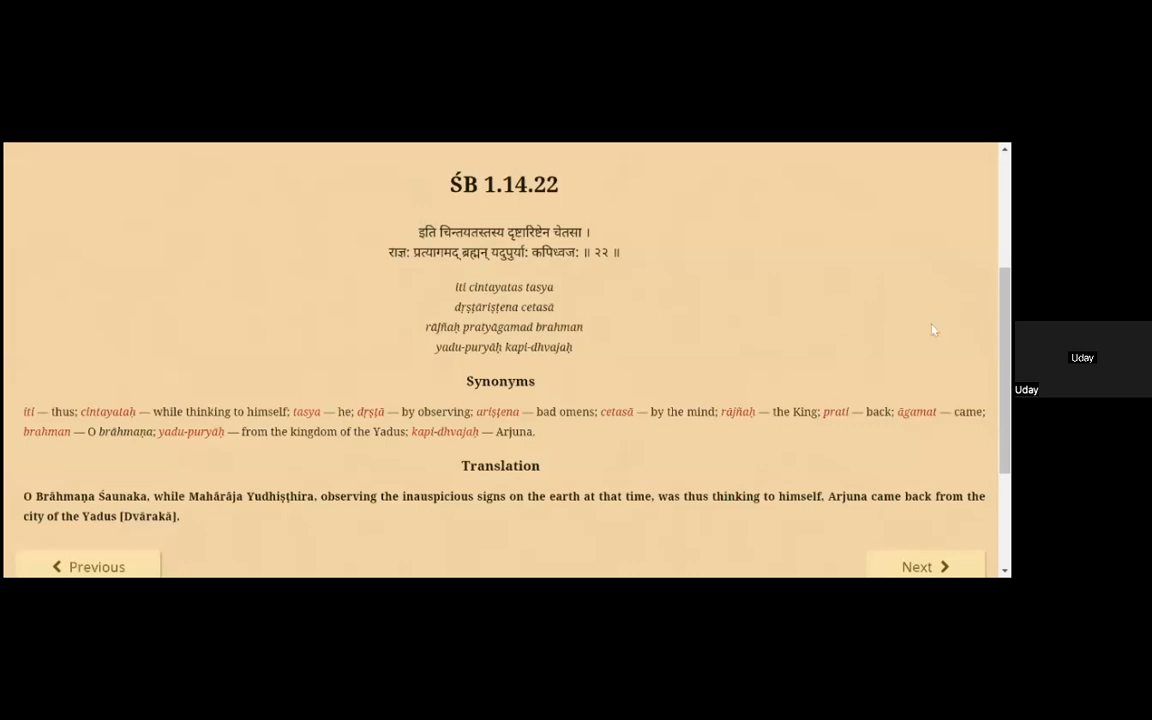 ŚB 1.14.22
इति चिन्तयतस्तस्य द‍ृष्टारिष्टेन चेतसा ।
राज्ञ: प्रत्यागमद् ब्रह्मन् यदुपुर्या: कपिध्वज: ॥ २२ ॥
iti cintayatas tasya
dṛṣṭāriṣṭena cetasā
rājñaḥ pratyāgamad brahman
yadu-puryāḥ kapi-dhvajaḥ
Synonyms
iti — thus; cintayataḥ — while thinking to himself; tasya — he; dṛṣṭā — by observing; ariṣṭena — bad omens; cetasā — by the mind; rājñaḥ — the King; prati — back; āgamat — came;
brahman — O brāhmaṇa; yadu-puryāḥ — from the kingdom of the Yadus; kapi-dhvajaḥ — Arjuna.
Translation
O Brāhmaṇa Śaunaka, while Mahārāja Yudhiṣṭhira, observing the inauspicious signs on the earth at that time, was thus thinking to himself, Arjuna came back from the
city of the Yadus [Dvārakā].
Previous
Next
Uday
Uday